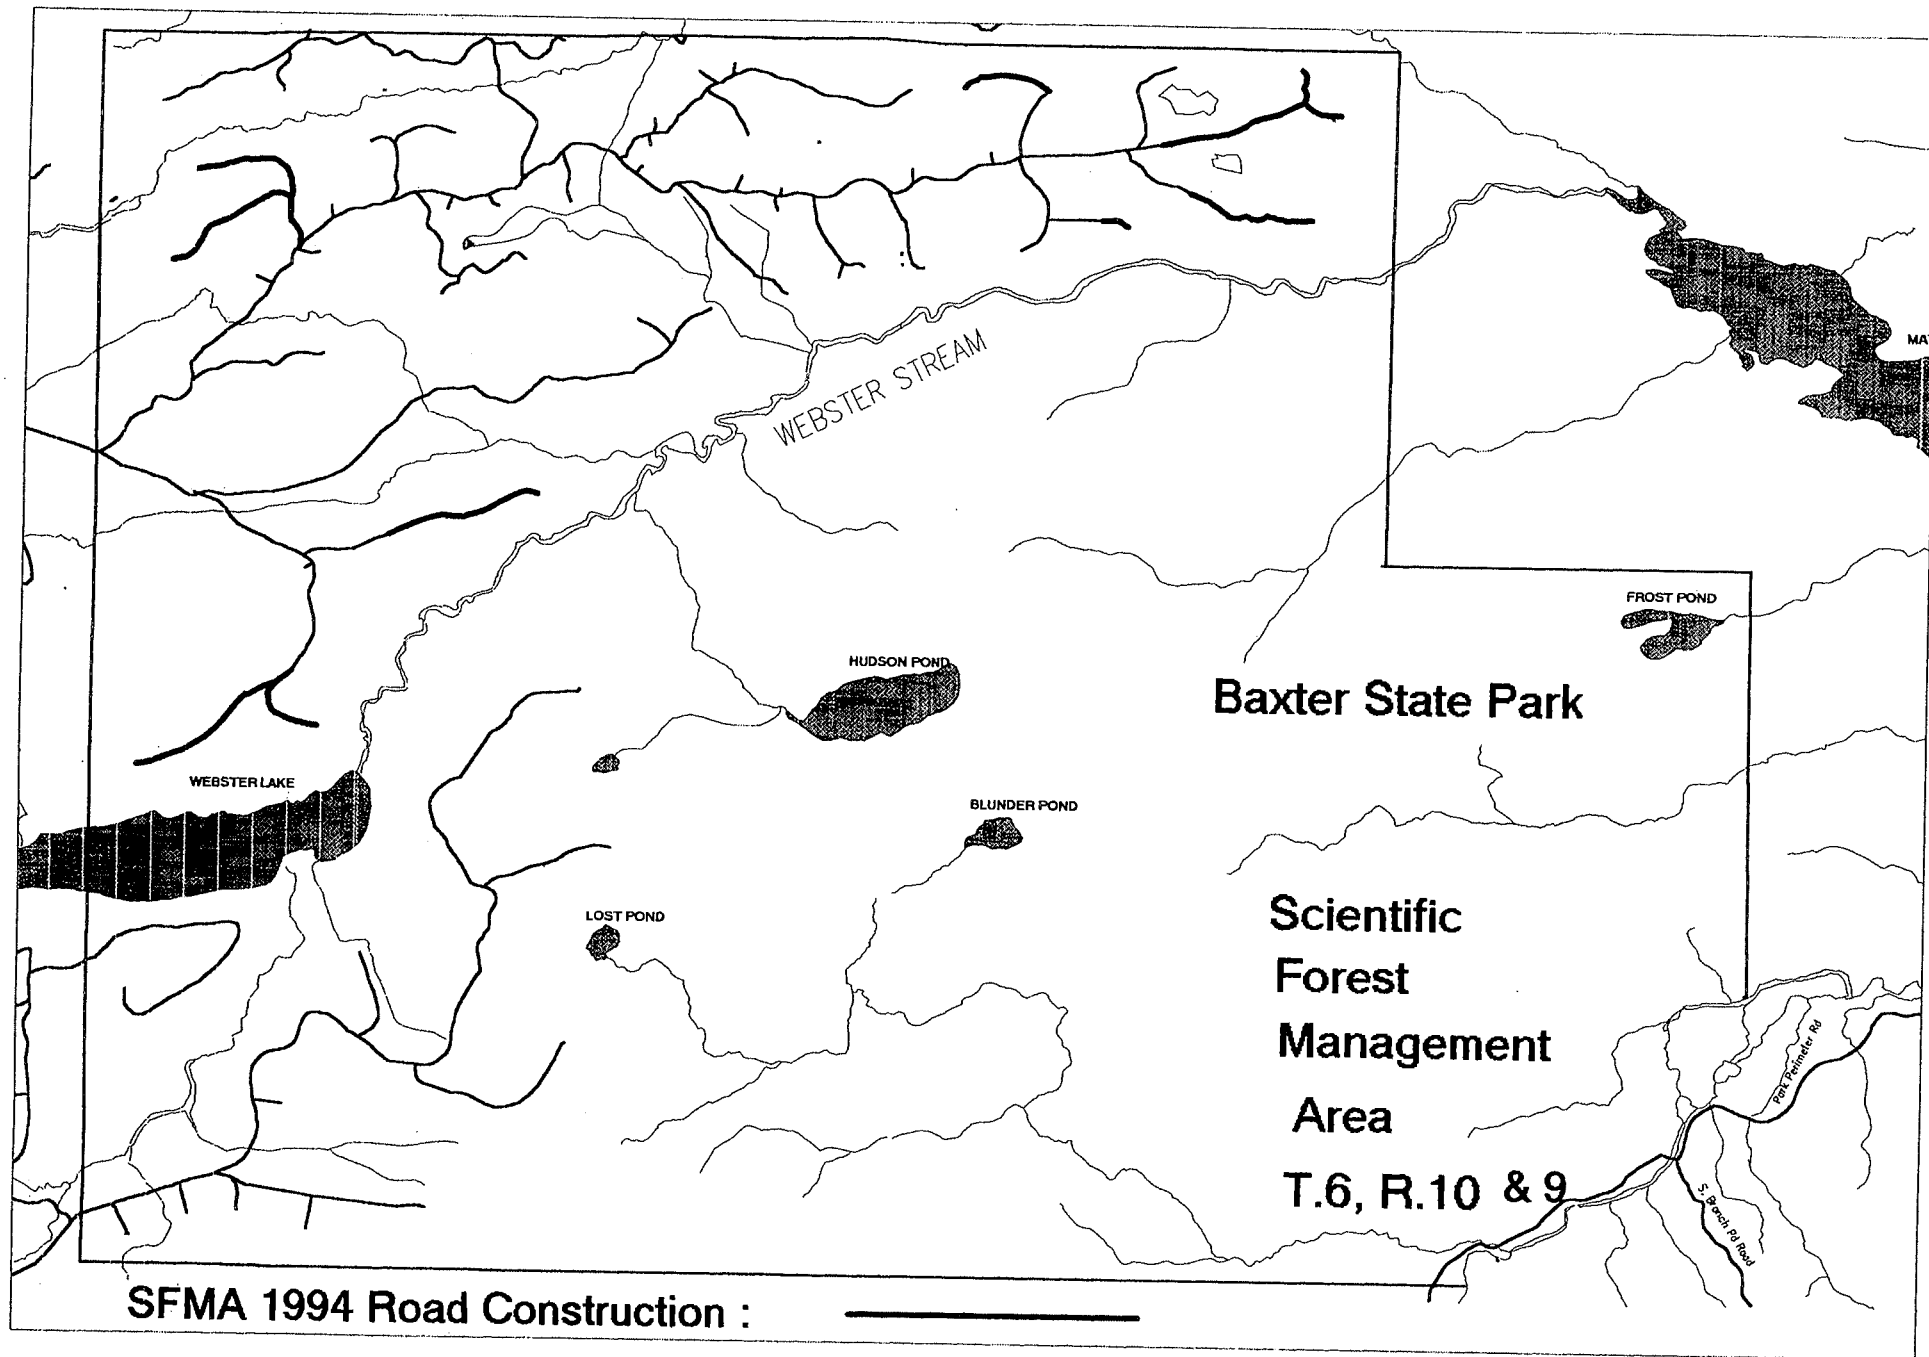 MA
WEBSTER STREAM
FROST POND
HUDSON POND
Baxter State Park
WEBSTER LAKE
BLUNDER POND
LOST POND
Scientific
Forest
Management
Area
T.6, R.10 & 9
Park Perimeter Rd
S. Branch Pd Road
SFMA 1994 Road Construction :